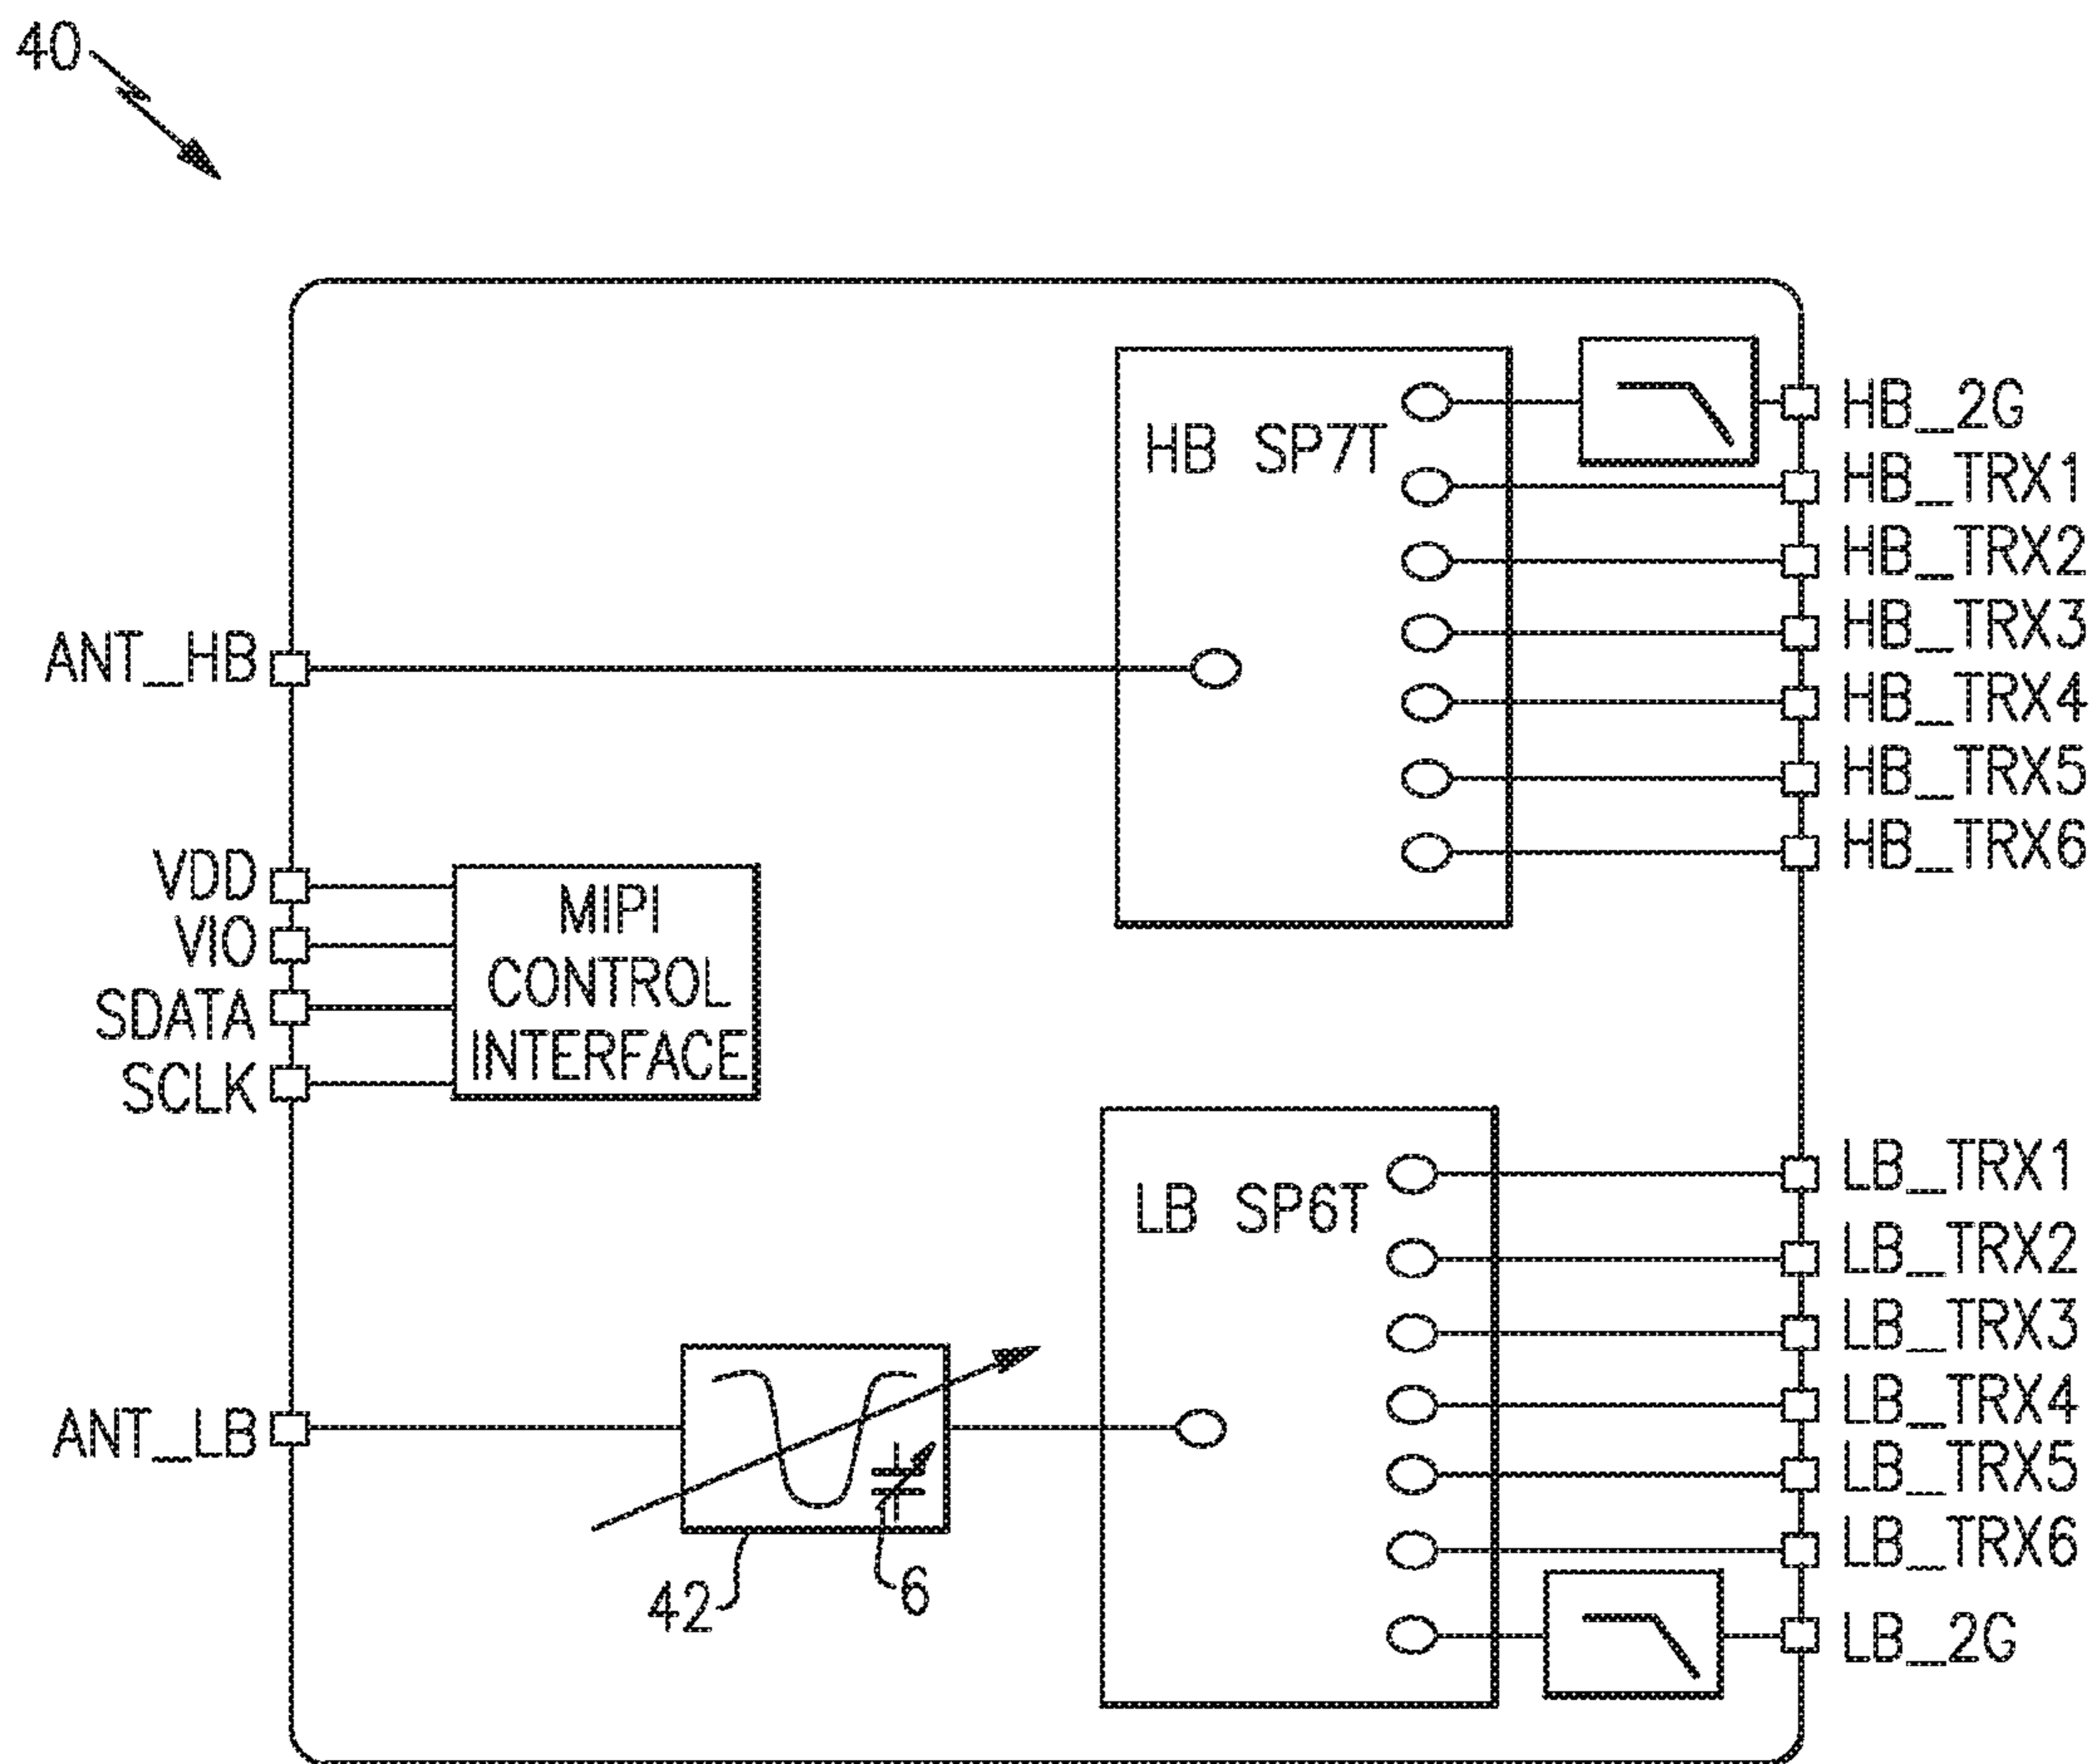 40
HB SP7T
HB_2G
HB_TRX1
HB_TRX2
HB_TRX3
HB_TRX4
HB_TRX5
HB_TRX6
ANT_HB
VDD
VIO
SDATA
SCLK
MIPI
CONTROL
INTERFACE
LB SP6T
LB_TRX1
LB_TRX2
LB_TRX3
LB_TRX4
LB_TRX5
LB_TRX6
LB_2G
ANT_LB
42
6